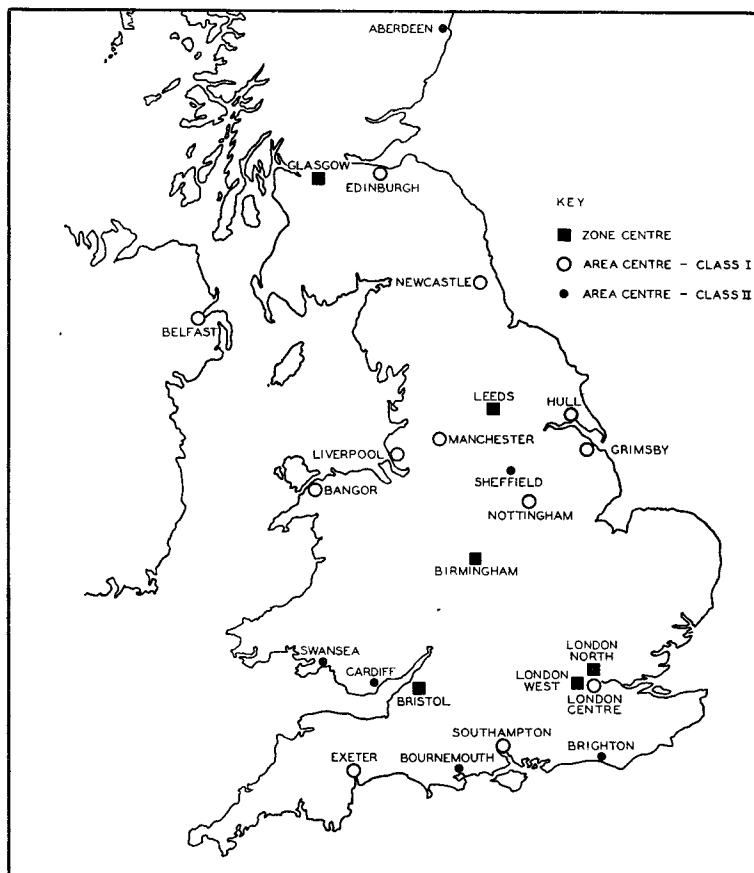 ABERDEEN
GLASGOW
EDINBURGH
KEY
ZONE CENTRE
AREA CENTRE - CLASS I
AREA CENTRE - CLASS II
NEWCASTLE
BELFAST
LEEDS
HULL
MANCHESTER
LIVERPOOL
GRIMSBY
SHEFFIELD
BANGOR
NOTTINGHAM
BIRMINGHAM
SWANSEA
CARDIFF
BRISTOL
LONDON
NORTH
LONDON
WEST
LONDON
CENTRE
SOUTHAMPTON
EXETER
BOURNEMOUTH
BRIGHTON